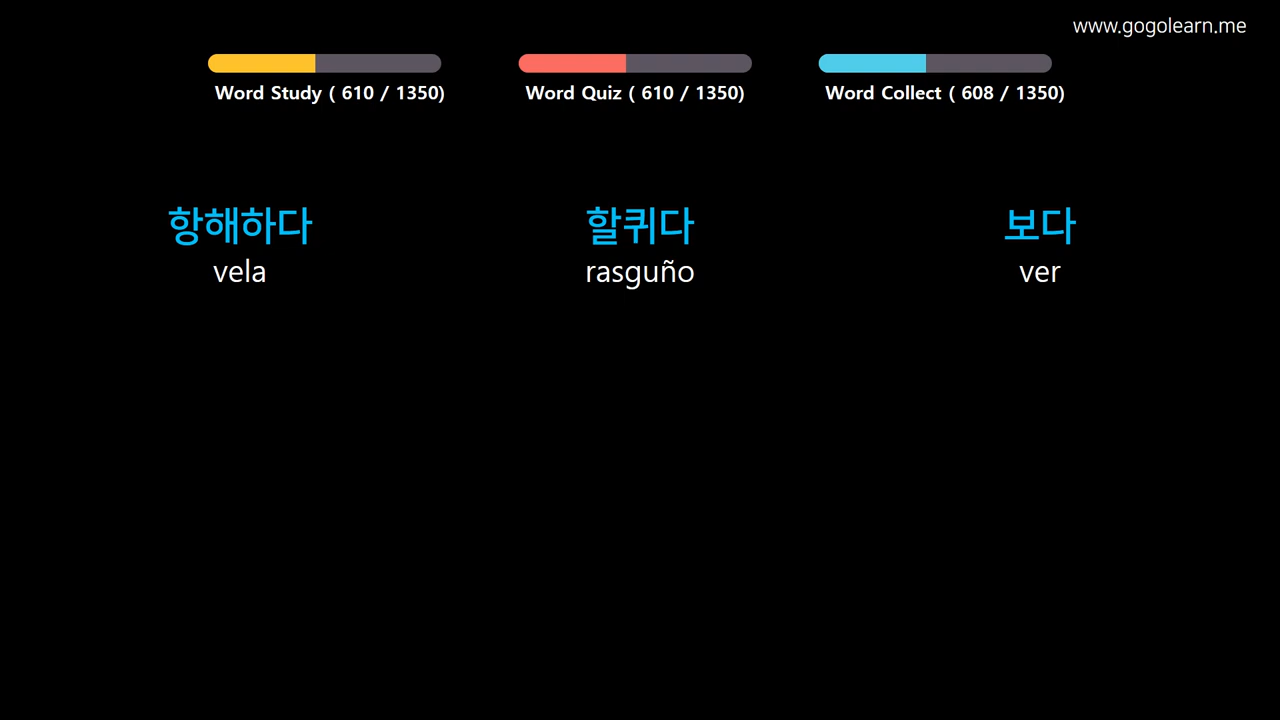 www.gogolearn.me
Word Study ( 610 / 1350)
Word Quiz ( 610 / 1350)
Word Collect ( 608 / 1350)
항해하다
vela
할퀴다
rasguño
보다
ver